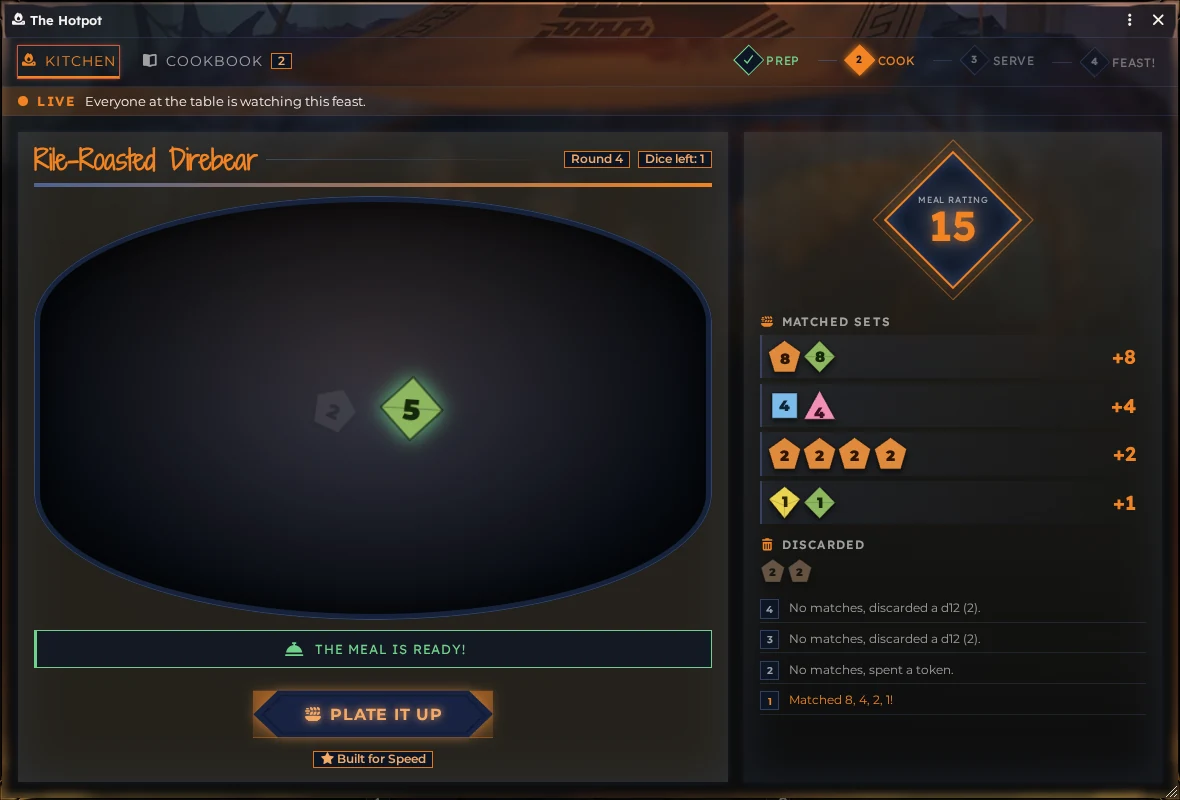 The Hotpot
KITCHEN
COOKBOOK 2
PREP
2 COOK
3 SERVE
4 FEAST!
LIVE Everyone at the table is watching this feast.
Rile-Roasted Direbear
Round 4
Dice left: 1
2
5
THE MEAL IS READY!
PLATE IT UP
Built for Speed
MEAL RATING
15
MATCHED SETS
8 8 +8
4 4 +4
2 2 2 2 +2
1 1 +1
DISCARDED
2 2
4 No matches, discarded a d12 (2).
3 No matches, discarded a d12 (2).
2 No matches, spent a token.
1 Matched 8, 4, 2, 1!